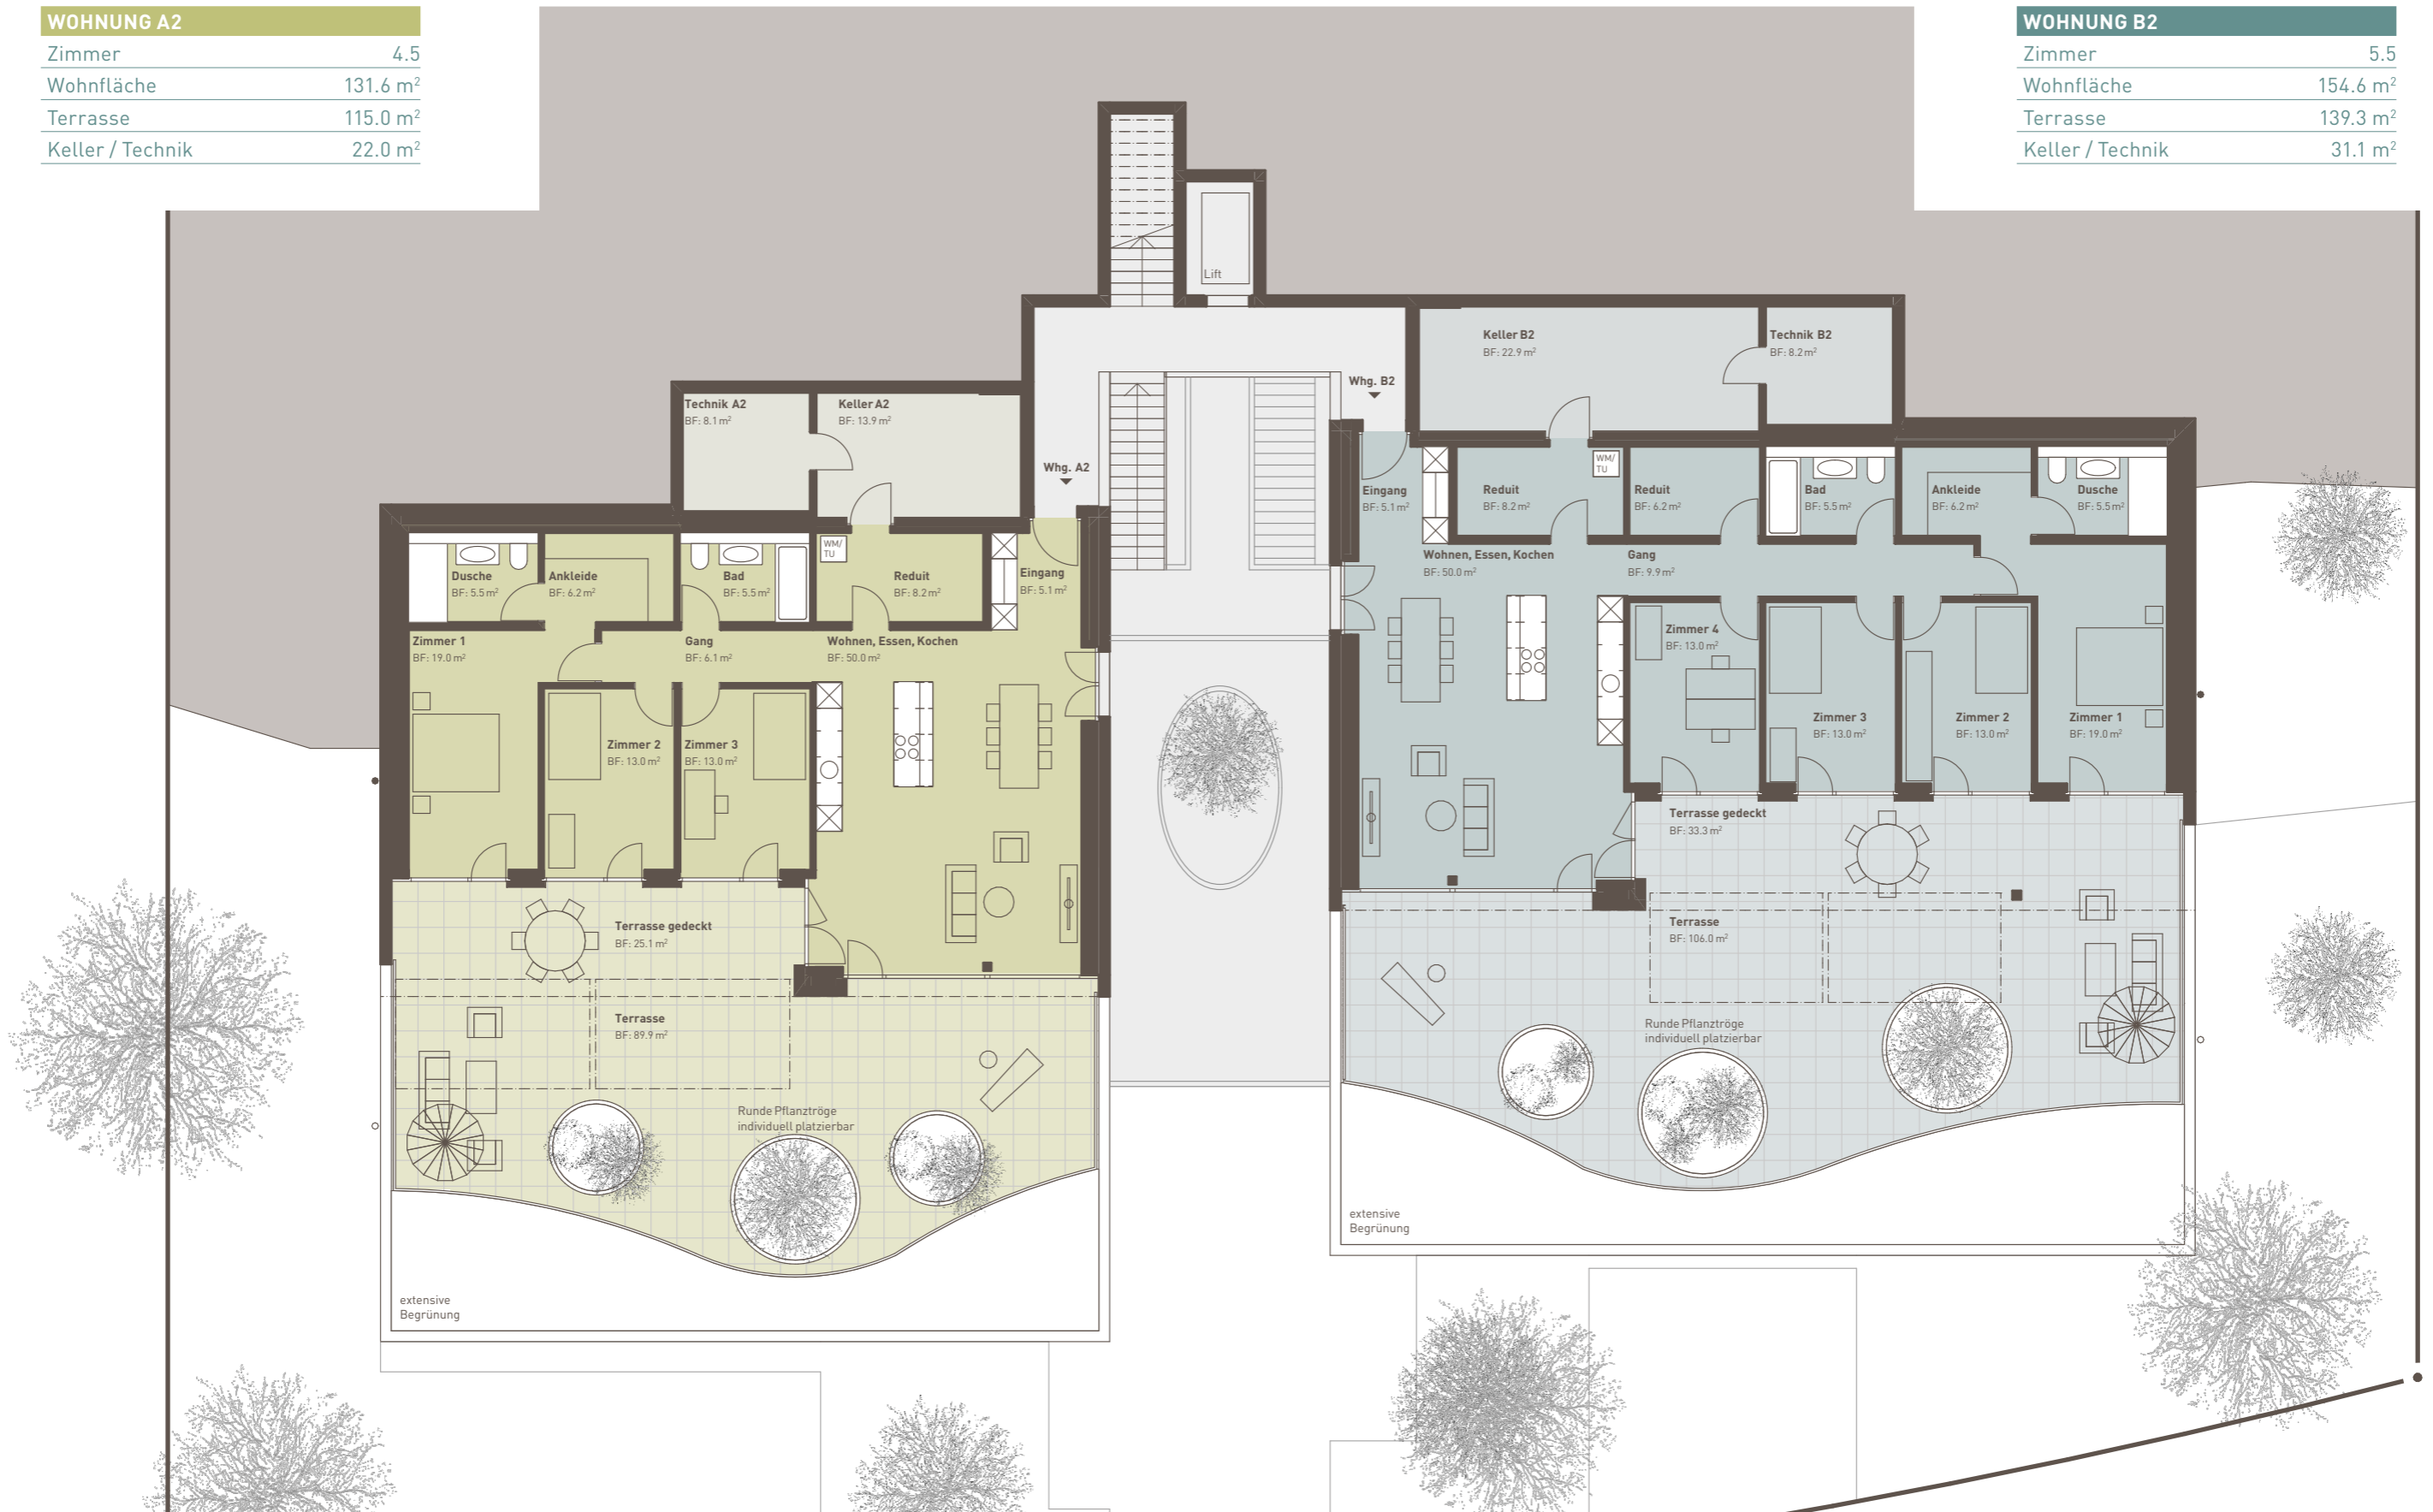 WOHNUNG A2
Zimmer 4.5
Wohnfläche 131.6 m²
Terrasse 115.0 m²
Keller / Technik 22.0 m²
WOHNUNG B2
Zimmer 5.5
Wohnfläche 154.6 m²
Terrasse 139.3 m²
Keller / Technik 31.1 m²
Lift
Technik A2
BF: 8.1 m²
Keller A2
BF: 13.9 m²
Whg. A2
Dusche
BF: 5.5 m²
Ankleide
BF: 6.2 m²
Bad
BF: 5.5 m²
WM/
TU
Reduit
BF: 8.2 m²
Eingang
BF: 5.1 m²
Zimmer 1
BF: 19.0 m²
Gang
BF: 6.1 m²
Wohnen, Essen, Kochen
BF: 50.0 m²
Zimmer 2
BF: 13.0 m²
Zimmer 3
BF: 13.0 m²
Terrasse gedeckt
BF: 25.1 m²
Terrasse
BF: 89.9 m²
Runde Pflanztröge
individuell platzierbar
extensive
Begrünung
Keller B2
BF: 22.9 m²
Technik B2
BF: 8.2 m²
Whg. B2
Eingang
BF: 5.1 m²
Reduit
BF: 8.2 m²
WM/
TU
Reduit
BF: 6.2 m²
Bad
BF: 5.5 m²
Ankleide
BF: 6.2 m²
Dusche
BF: 5.5 m²
Wohnen, Essen, Kochen
BF: 50.0 m²
Gang
BF: 9.9 m²
Zimmer 4
BF: 13.0 m²
Zimmer 3
BF: 13.0 m²
Zimmer 2
BF: 13.0 m²
Zimmer 1
BF: 19.0 m²
Terrasse gedeckt
BF: 33.3 m²
Terrasse
BF: 106.0 m²
Runde Pflanztröge
individuell platzierbar
extensive
Begrünung